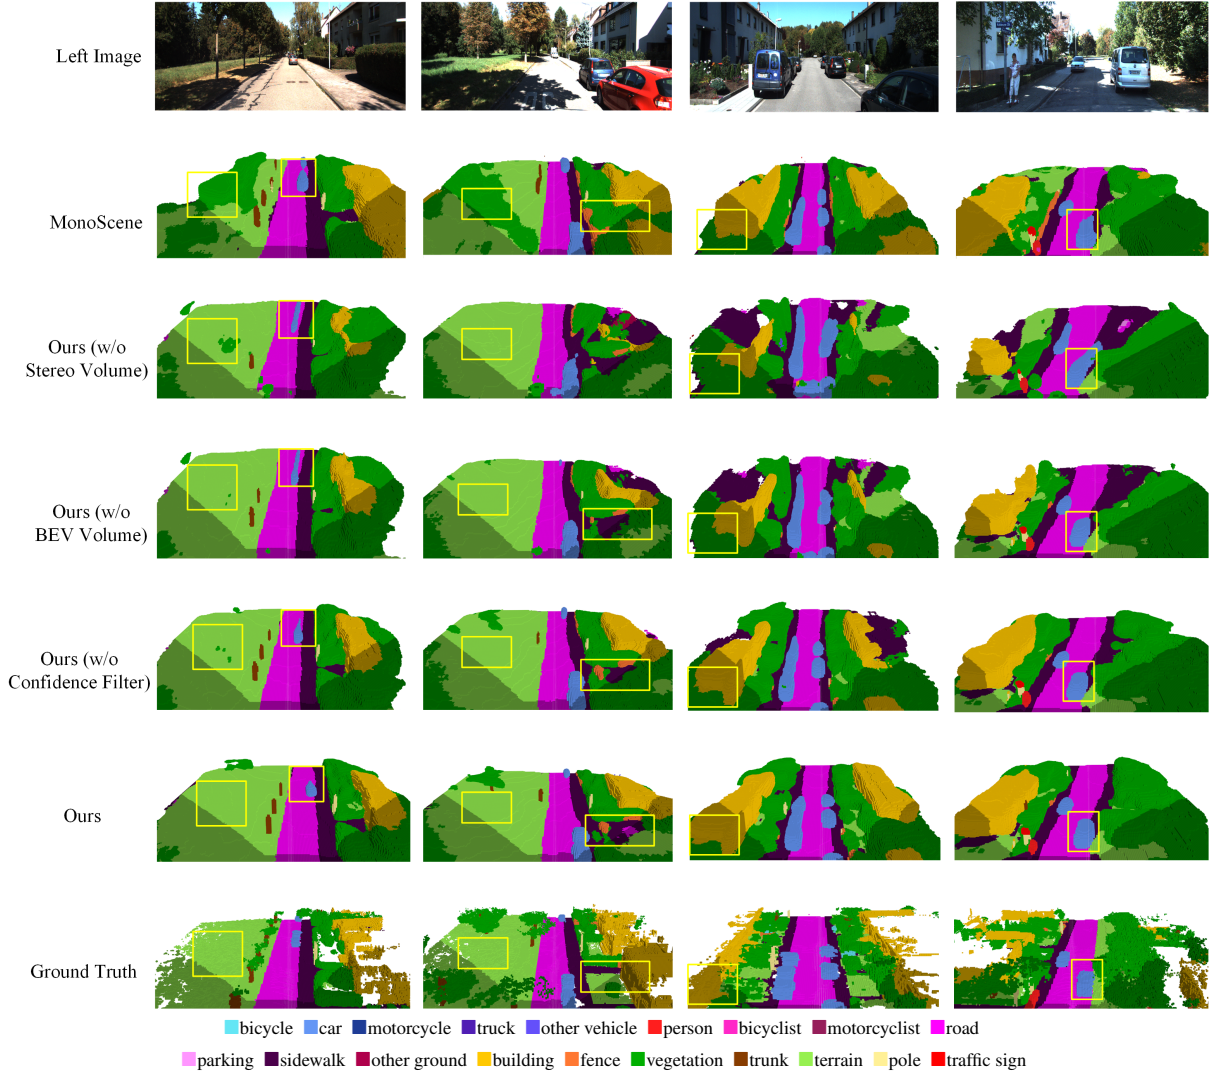 Left Image
MonoScene
Ours (w/o
Stereo Volume)
Ours (w/o
BEV Volume)
Ours (w/o
Confidence Filter)
Ours
Ground Truth
bicycle car motorcycle truck other vehicle person bicyclist motorcyclist road
parking sidewalk other ground building fence vegetation trunk terrain pole traffic sign